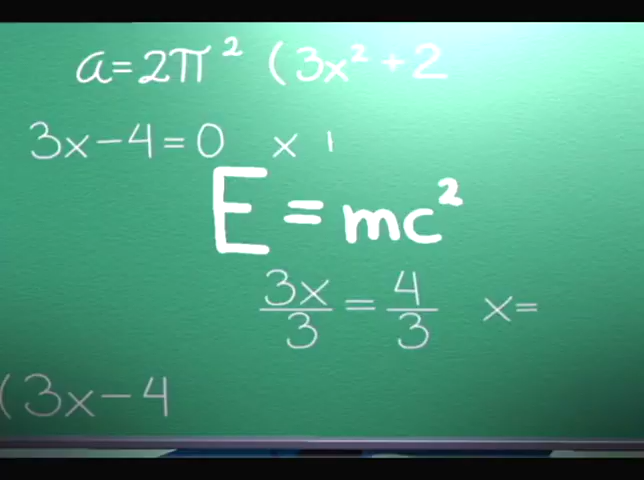 a=2π² (3x²+2
3x-4=0 x
E=mc²
3x/3=4/3 x=
(3x-4